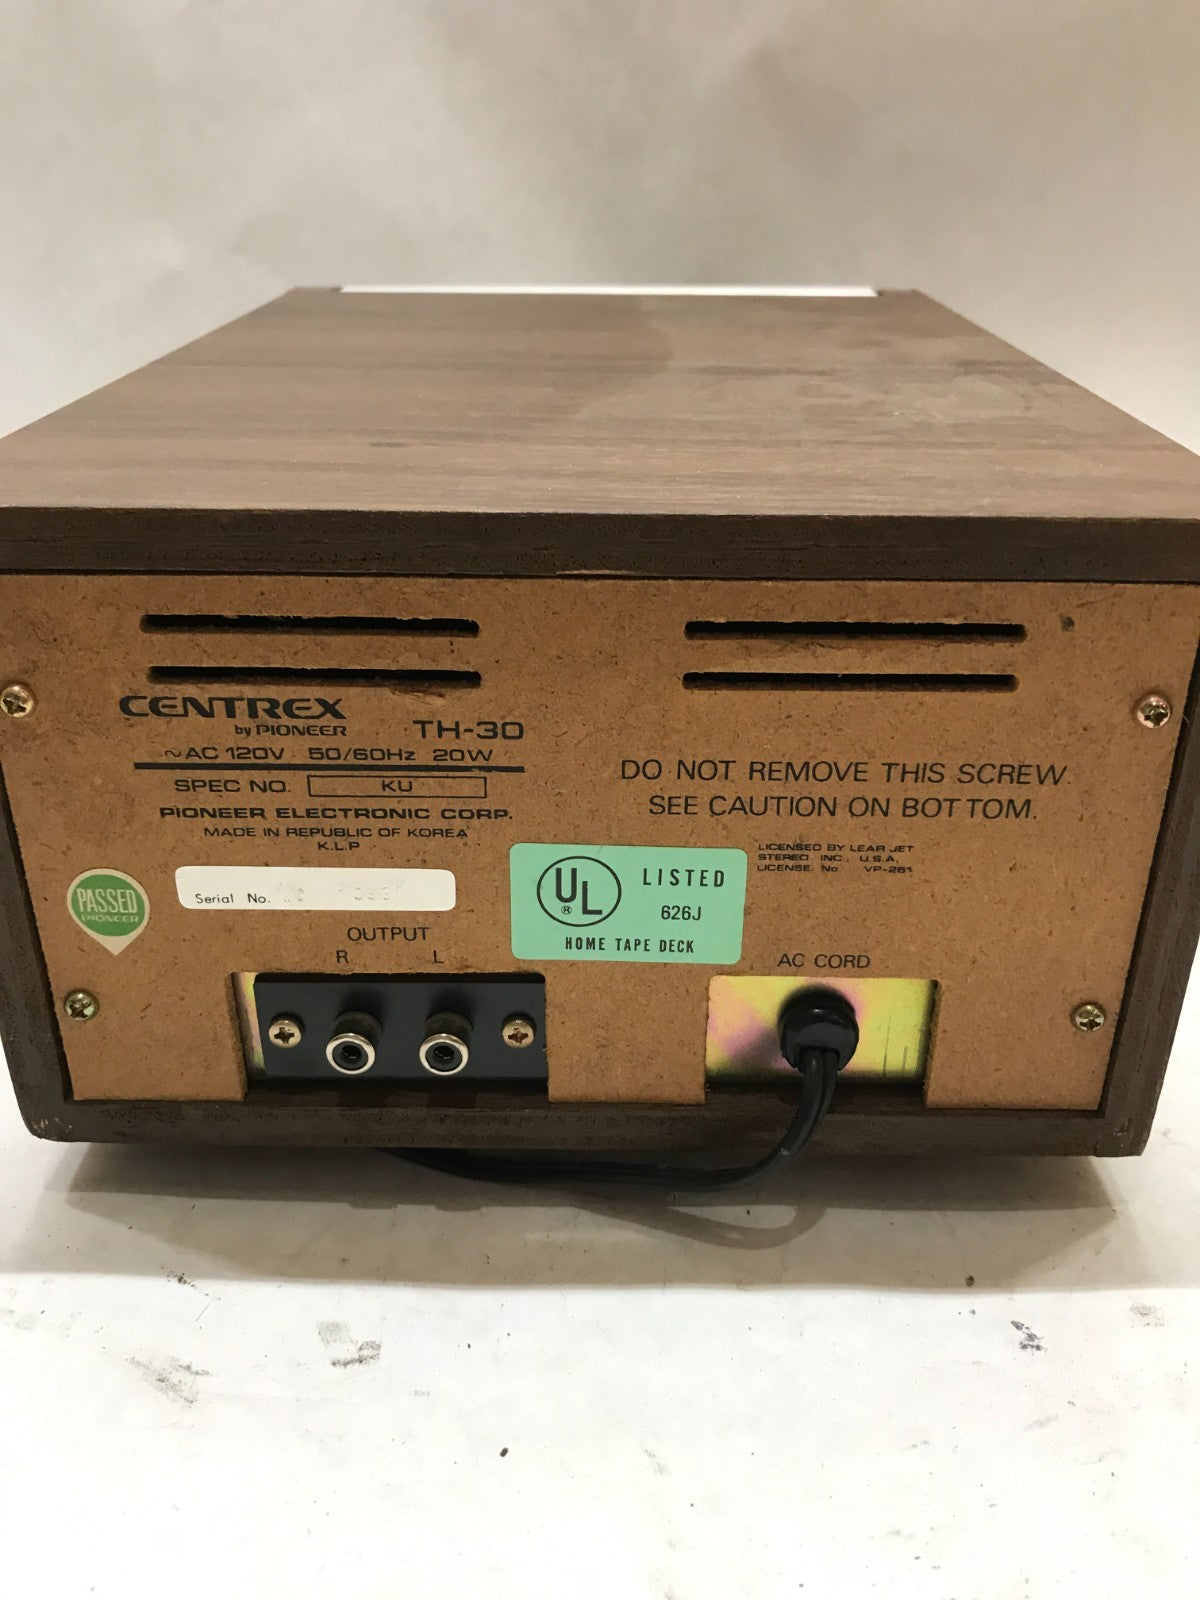 CENTREX
by PIONEER TH-30
~AC 120V 50/60Hz 20W
SPEC NO. KU
PIONEER ELECTRONIC CORP.
MADE IN REPUBLIC OF KOREA
K.L.P
DO NOT REMOVE THIS SCREW.
SEE CAUTION ON BOTTOM.
LICENSED BY LEAR JET
STEREO INC., U.S.A.
LICENSE No VP-261
PASSED
PIONEER
Serial No.
UL
®
LISTED
626J
HOME TAPE DECK
OUTPUT
R L
AC CORD